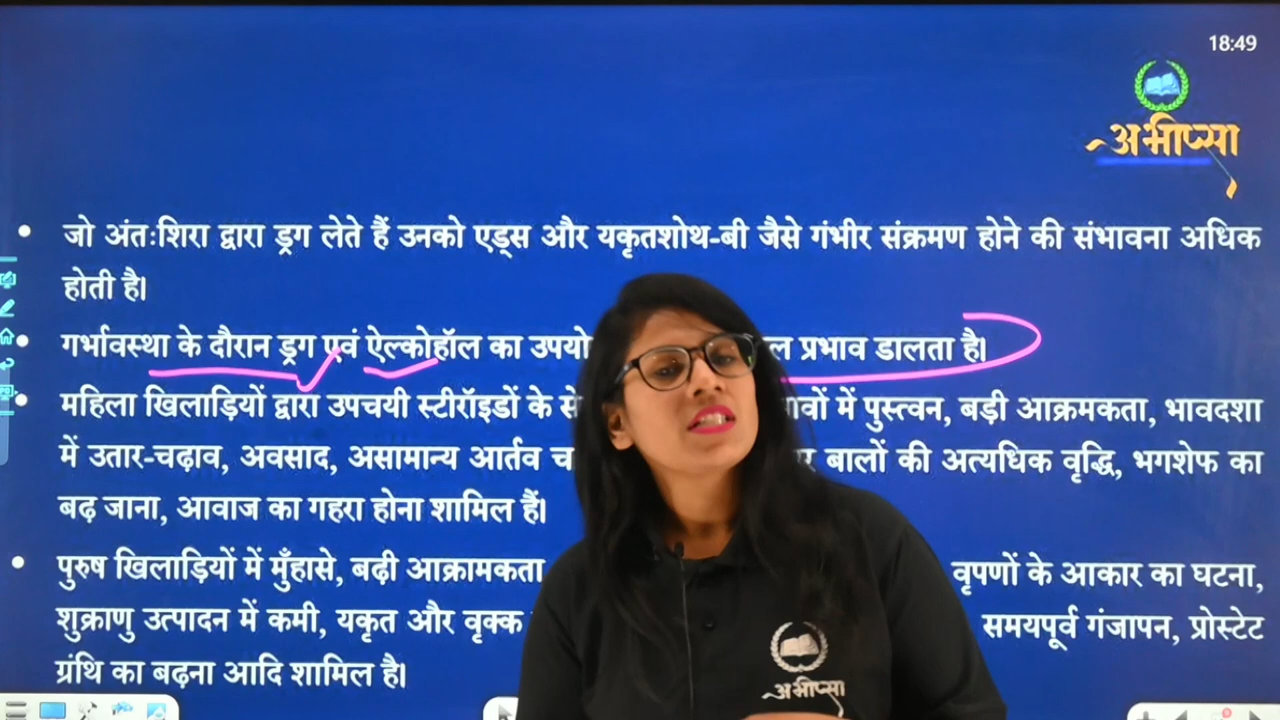 18:49
अभीप्सा
जो अंतःशिरा द्वारा ड्रग लेते हैं उनको एड्स और यकृतशोथ-बी जैसे गंभीर संक्रमण होने की संभावना अधिक
होती है।
गर्भावस्था के दौरान ड्रग एवं ऐल्कोहॉल का प्रभाव डालता है।
महिला खिलाड़ियों द्वारा उपचयी स्टीरॉइडों के में पुस्त्वन, बड़ी आक्रमकता, भावदशा
में उतार-चढ़ाव, अवसाद, असामान्य आर्तव बालों की अत्यधिक वृद्धि, भगशेफ का
बढ़ जाना, आवाज का गहरा होना शामिल हैं।
पुरुष खिलाड़ियों में मुँहासे, बढ़ी आक्रामकता वृषणों के आकार का घटना,
शुक्राणु उत्पादन में कमी, यकृत और वृक्क समयपूर्व गंजापन, प्रोस्टेट
ग्रंथि का बढ़ना आदि शामिल है।
अभीप्सा